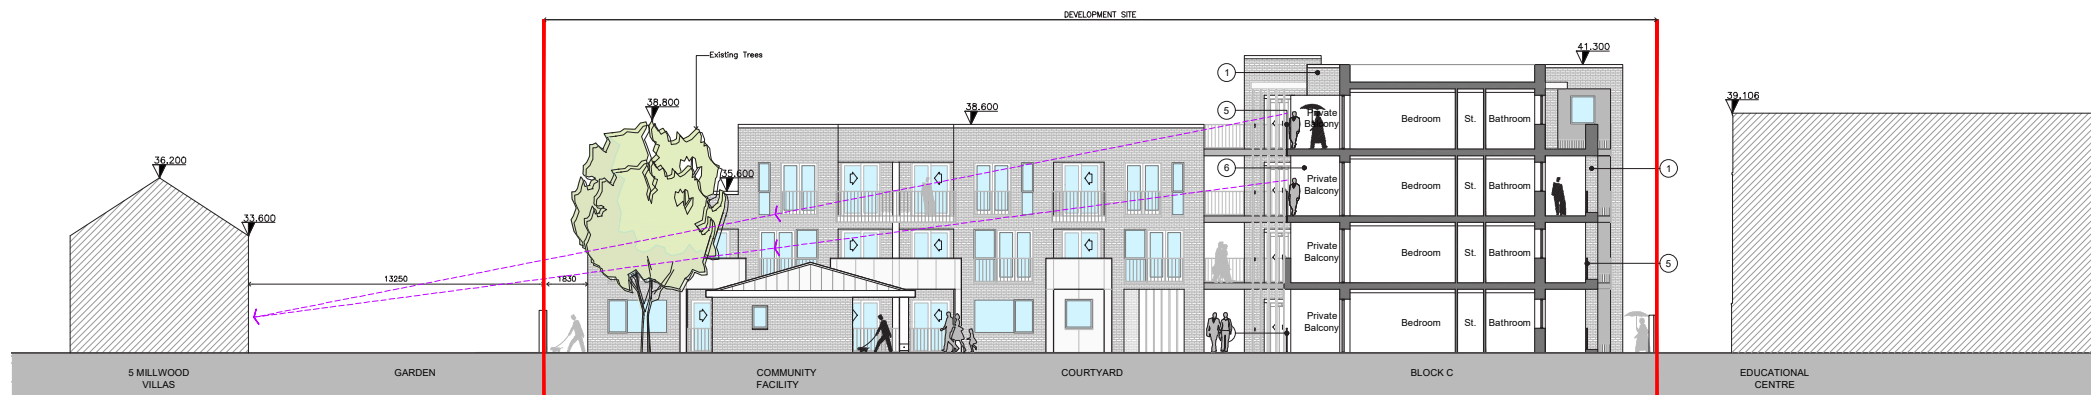 DEVELOPMENT SITE
Existing Trees
41.300
1
39.106
38.800
38.600
5
Private
Balcony
Bedroom
St.
Bathroom
36.200
35.600
6
Private
Balcony
Bedroom
St.
Bathroom
1
33.600
Private
Balcony
Bedroom
St.
Bathroom
5
13250
1830
Private
Balcony
Bedroom
St.
Bathroom
5 MILLWOOD
VILLAS
GARDEN
COMMUNITY
FACILITY
COURTYARD
BLOCK C
EDUCATIONAL
CENTRE